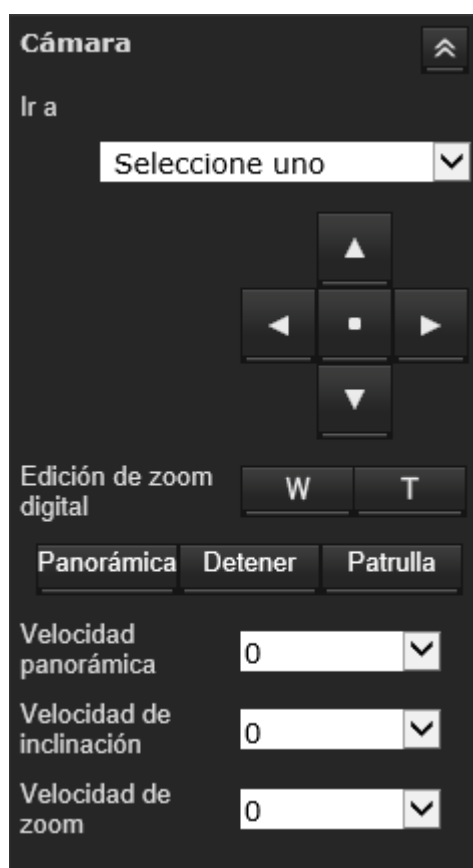 Cámara
Ir a
Seleccione uno
Edición de zoom
digital
W T
Panorámica Detener Patrulla
Velocidad
panorámica
0
Velocidad de
inclinación
0
Velocidad de
zoom
0